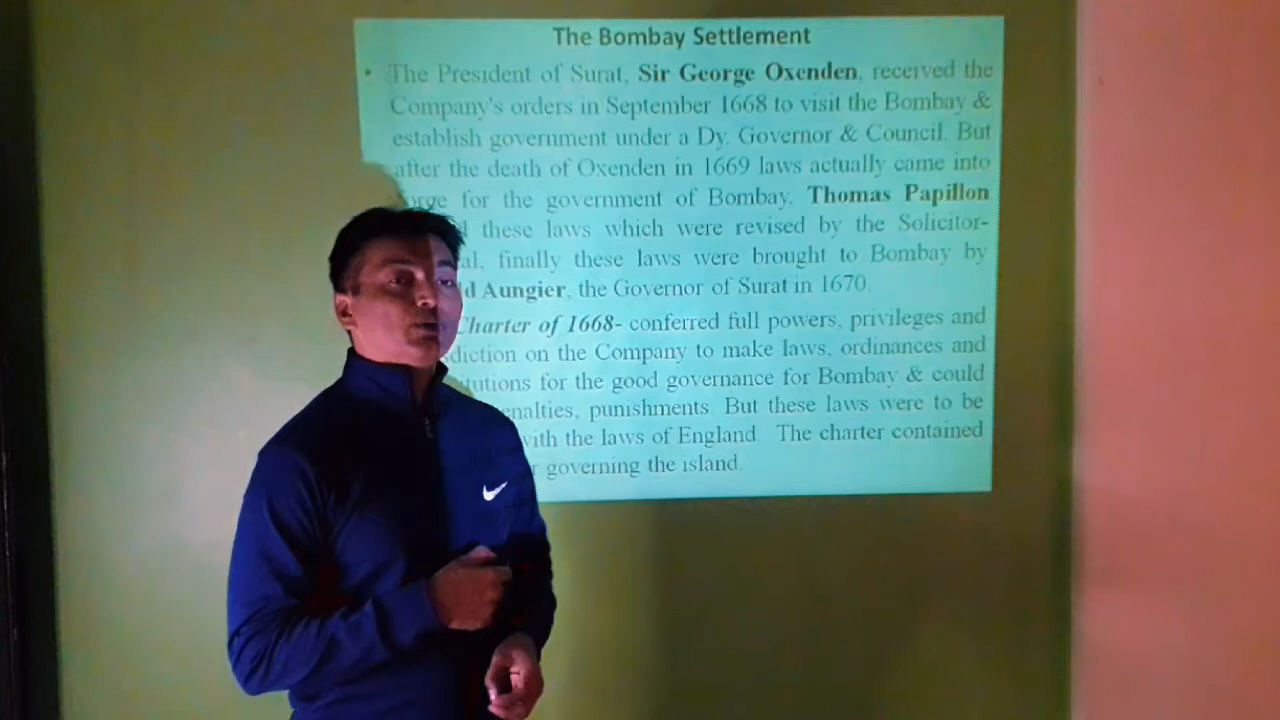 The Bombay Settlement
• The President of Surat, Sir George Oxenden, received the
Company's orders in September 1668 to visit the Bombay &
establish government under a Dy. Governor & Council. But
after the death of Oxenden in 1669 laws actually came into
for the government of Bombay. Thomas Papillon
these laws which were revised by the Solicitor-
al, finally these laws were brought to Bombay by
d Aungier, the Governor of Surat in 1670.
Charter of 1668- conferred full powers, privileges and
diction on the Company to make laws, ordinances and
tutions for the good governance for Bombay & could
enalties, punishments. But these laws were to be
with the laws of England. The charter contained
r governing the island.